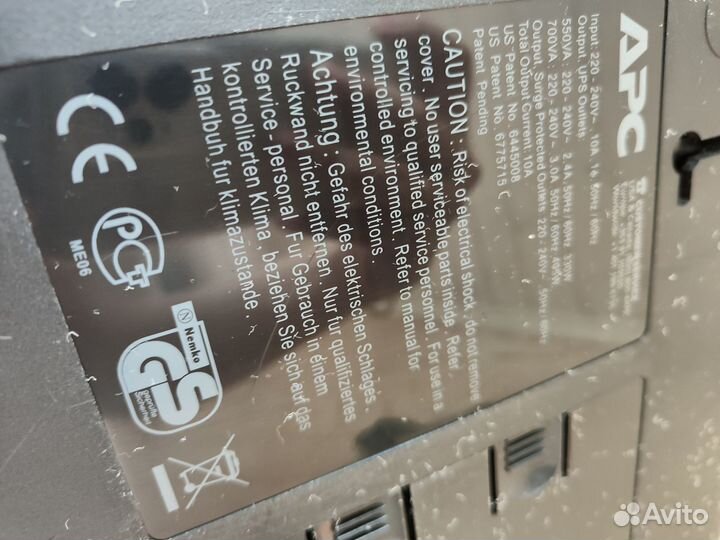 APC
Input: 220 - 240V~, 10A, 1φ, 50Hz / 60Hz
Output, UPS Outlets:
550VA : 220 - 240V~ 2.4A, 50Hz / 60Hz, 330W
700VA : 220 - 240V~ 3.0A, 50Hz / 60Hz, 405W
Output, Surge Protected Outlets: 220 - 240V~, 50Hz / 60Hz
Total Output Current: 10A
US Patent No. 6445008
US Patent No. 6775715
Patent Pending
CAUTION : Risk of electrical shock , do not remove
cover . No user serviceable parts inside . Refer
servicing to qualified service personnel . For use in a
controlled environment . Refer to manual for
environmental conditions .
Achtung : Gefahr des elektrischen Schlages .
Ruckwand nicht entfernen . Nur fur qualifiziertes
Service- personal . Fur Gebrauch in einem
kontrollierten Klima , beziehen Sie sich auf das
Handbuh fur Klimazustande .
CE
PCT
ME06
N Nemko
GS
geprüfte
Sicherheit
Avito